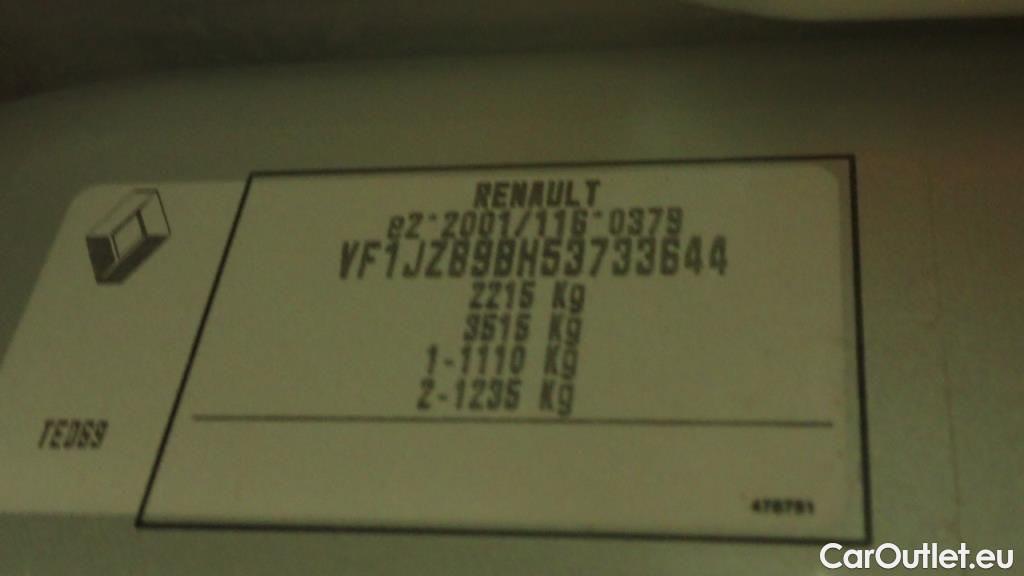 RENAULT
e2*2001/116*0379
VF1JZ89BH53733644
2215 Kg
3515 Kg
1-1110 Kg
2-1235 Kg
TED69
478751
CarOutlet.eu